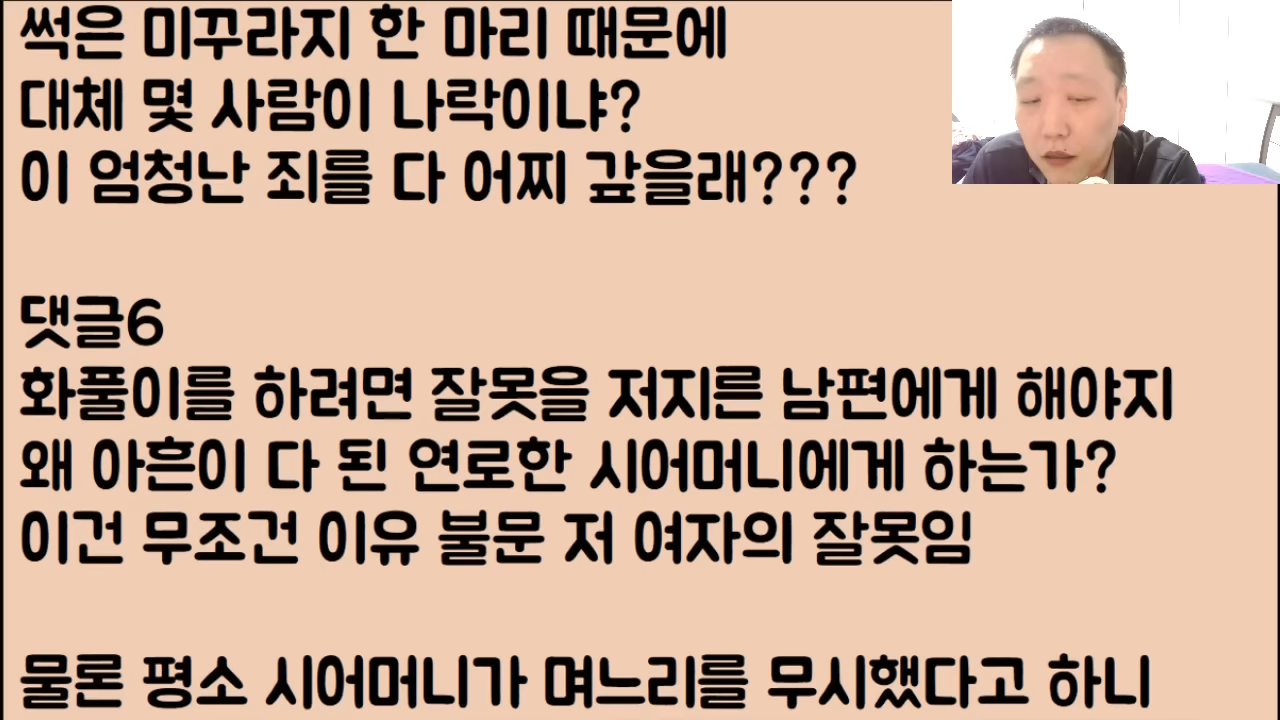 썩은 미꾸라지 한 마리 때문에
대체 몇 사람이 나락이냐?
이 엄청난 죄를 다 어찌 갚을래???
댓글6
화풀이를 하려면 잘못을 저지른 남편에게 해야지
왜 아흔이 다 된 연로한 시어머니에게 하는가?
이건 무조건 이유 불문 저 여자의 잘못임
물론 평소 시어머니가 며느리를 무시했다고 하니